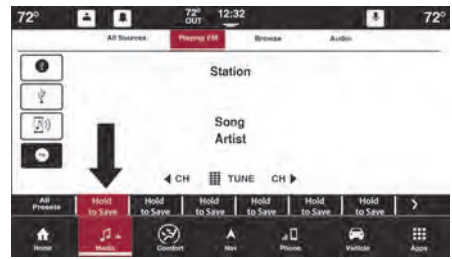 72° 72° OUT 12:32 72°
All Sources Playing FM Browse Audio
Station
Song
Artist
CH TUNE CH
All Presets Hold to Save Hold to Save Hold to Save Hold to Save Hold to Save Hold to Save
Home Media Comfort Nav Phone Vehicle Apps